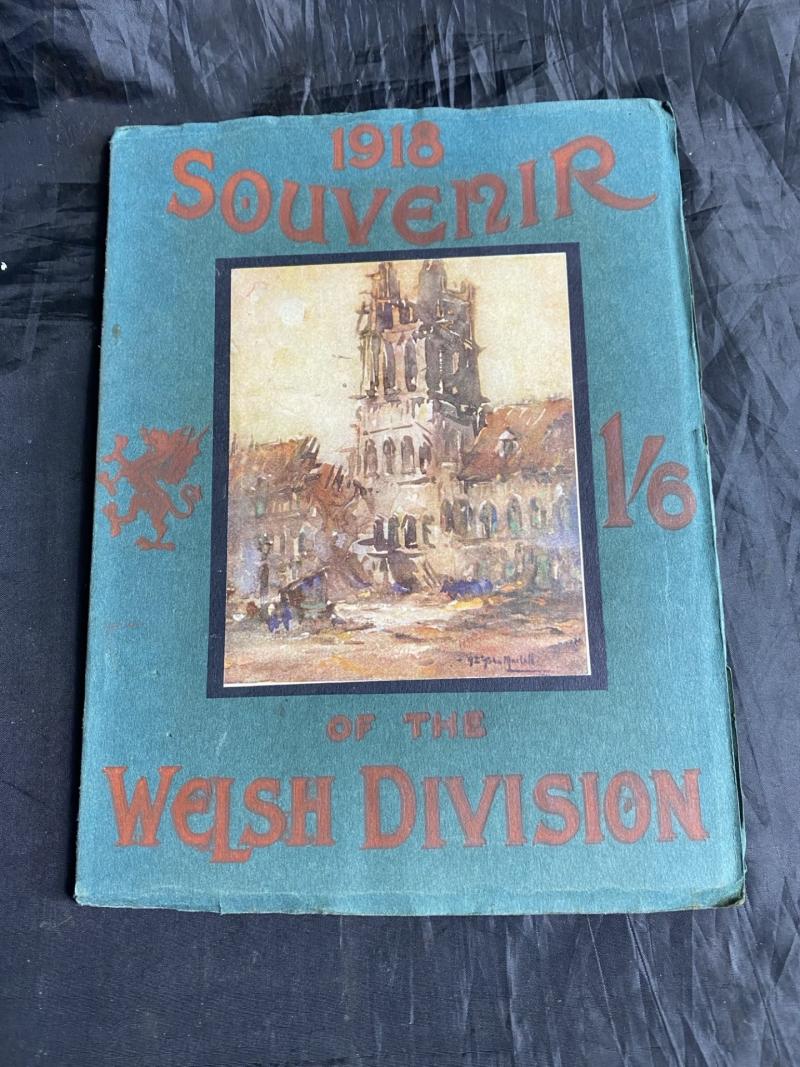 1918
SOUVENIR
1/6
OF THE
WELSH DIVISION